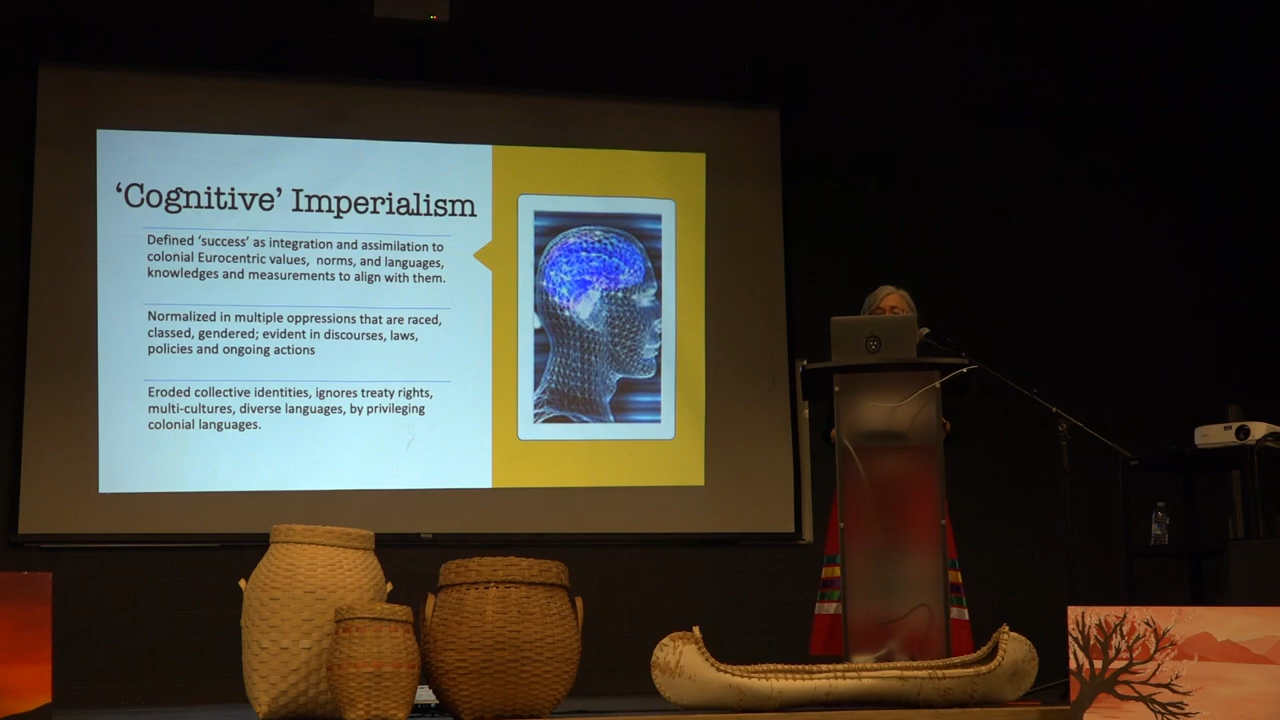 ‘Cognitive’ Imperialism
Defined ‘success’ as integration and assimilation to
colonial Eurocentric values, norms, and languages,
knowledges and measurements to align with them.
Normalized in multiple oppressions that are raced,
classed, gendered; evident in discourses, laws,
policies and ongoing actions
Eroded collective identities, ignores treaty rights,
multi-cultures, diverse languages, by privileging
colonial languages.